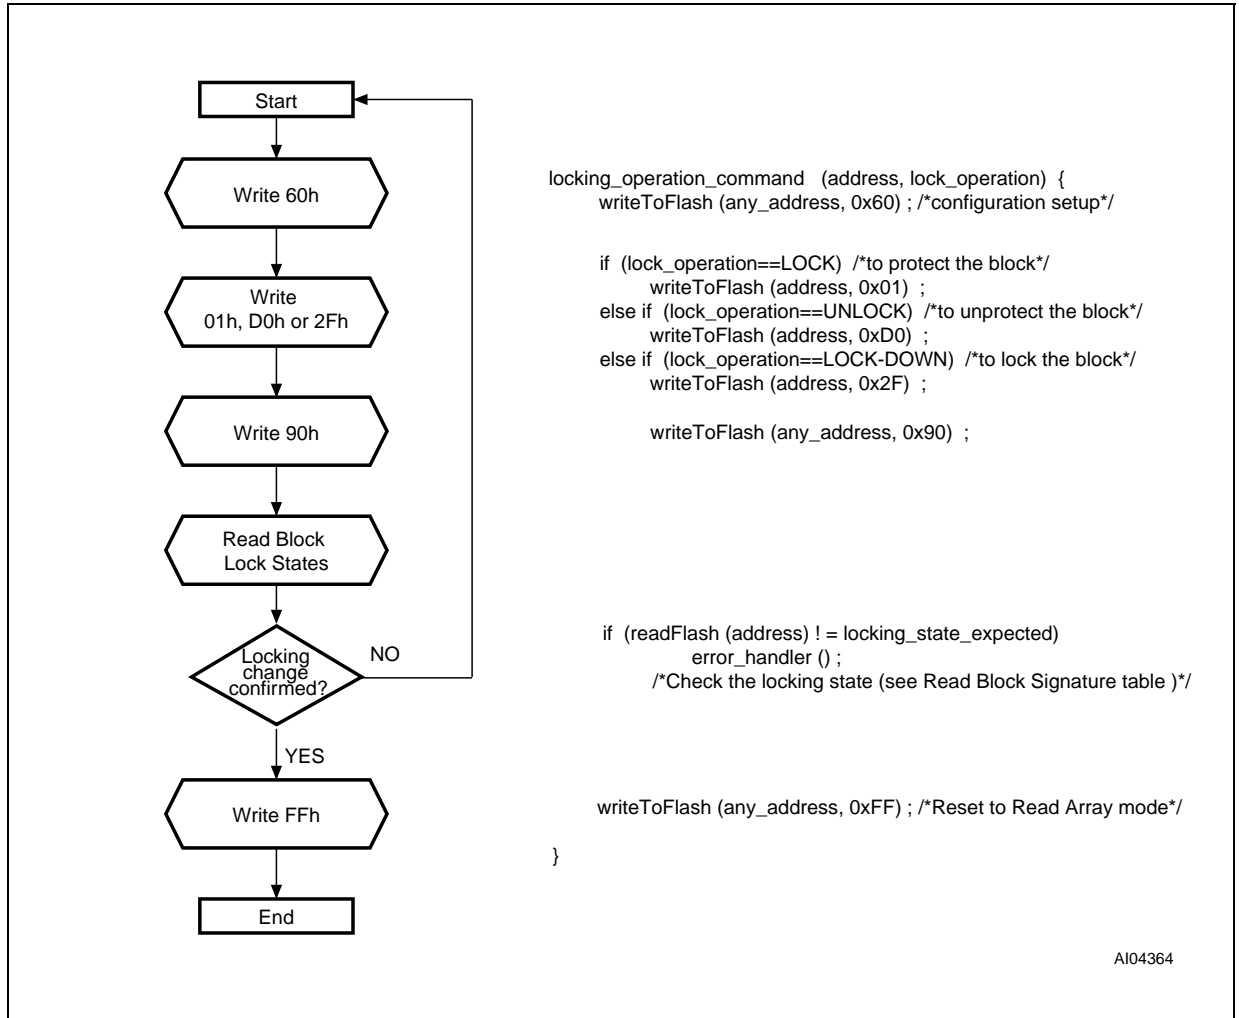 Start
Write 60h
Write
01h, D0h or 2Fh
Write 90h
Read Block
Lock States
Locking
change
confirmed?
NO
YES
Write FFh
End
locking_operation_command (address, lock_operation) {
writeToFlash (any_address, 0x60) ; /*configuration setup*/
if (lock_operation==LOCK) /*to protect the block*/
writeToFlash (address, 0x01) ;
else if (lock_operation==UNLOCK) /*to unprotect the block*/
writeToFlash (address, 0xD0) ;
else if (lock_operation==LOCK-DOWN) /*to lock the block*/
writeToFlash (address, 0x2F) ;
writeToFlash (any_address, 0x90) ;
if (readFlash (address) ! = locking_state_expected)
error_handler () ;
/*Check the locking state (see Read Block Signature table )*/
writeToFlash (any_address, 0xFF) ; /*Reset to Read Array mode*/
}
AI04364